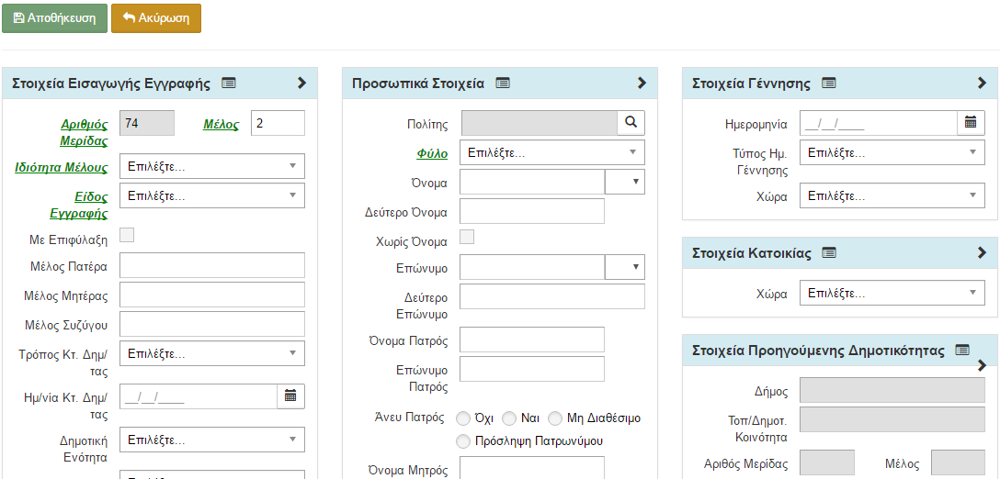 Αποθήκευση Ακύρωση
Στοιχεία Εισαγωγής Εγγραφής
Αριθμός Μερίδας 74 Μέλος 2
Ιδιότητα Μέλους Επιλέξτε...
Είδος Εγγραφής Επιλέξτε...
Με Επιφύλαξη
Μέλος Πατέρα
Μέλος Μητέρας
Μέλος Συζύγου
Τρόπος Κτ. Δημ/τας Επιλέξτε...
Ημ/νία Κτ. Δημ/τας __/__/____
Δημοτική Ενότητα Επιλέξτε...
Προσωπικά Στοιχεία
Πολίτης
Φύλο Επιλέξτε...
Όνομα
Δεύτερο Όνομα
Χωρίς Όνομα
Επώνυμο
Δεύτερο Επώνυμο
Όνομα Πατρός
Επώνυμο Πατρός
Άνευ Πατρός Όχι Ναι Μη Διαθέσιμο
Πρόσληψη Πατρωνύμου
Όνομα Μητρός
Στοιχεία Γέννησης
Ημερομηνία __/__/____
Τύπος Ημ. Γέννησης Επιλέξτε...
Χώρα Επιλέξτε...
Στοιχεία Κατοικίας
Χώρα Επιλέξτε...
Στοιχεία Προηγούμενης Δημοτικότητας
Δήμος
Τοπ/Δημοτ. Κοινότητα
Αριθός Μερίδας Μέλος